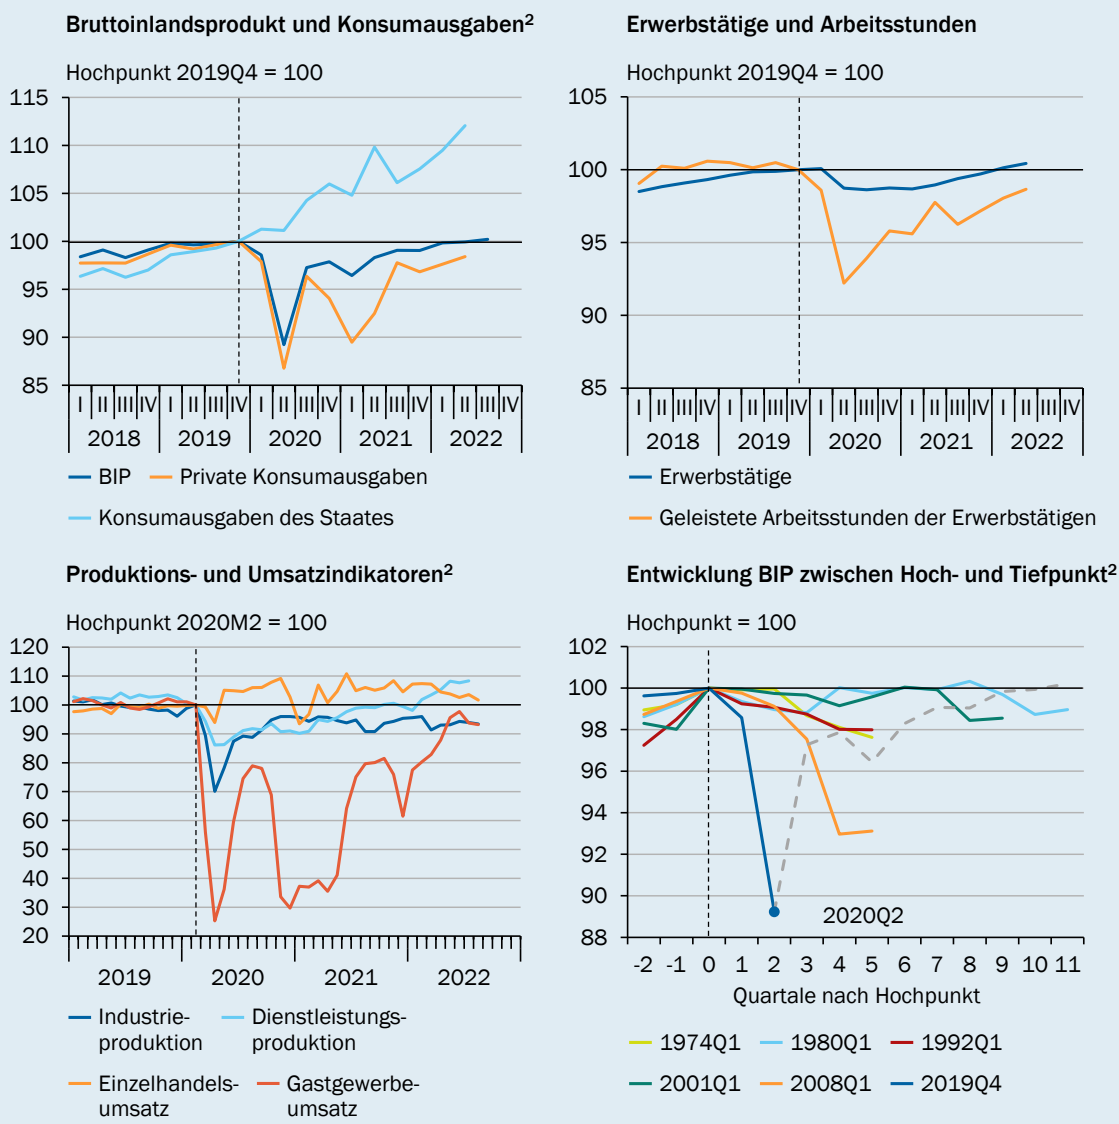 Bruttoinlandsprodukt und Konsumausgaben²
Hochpunkt 2019Q4 = 100
115
110
105
100
95
90
85
I II III IV I II III IV I II III IV I II III IV I II III IV
2018 2019 2020 2021 2022
BIP Private Konsumausgaben
Konsumausgaben des Staates
Erwerbstätige und Arbeitsstunden
Hochpunkt 2019Q4 = 100
105
100
95
90
85
I II III IV I II III IV I II III IV I II III IV I II III IV
2018 2019 2020 2021 2022
Erwerbstätige
Geleistete Arbeitsstunden der Erwerbstätigen
Produktions- und Umsatzindikatoren²
Hochpunkt 2020M2 = 100
120
110
100
90
80
70
60
50
40
30
20
2019 2020 2021 2022
Industrie-
produktion
Dienstleistungs-
produktion
Einzelhandels-
umsatz
Gastgewerbe-
umsatz
Entwicklung BIP zwischen Hoch- und Tiefpunkt²
Hochpunkt = 100
102
100
98
96
94
92
90
88
2020Q2
-2 -1 0 1 2 3 4 5 6 7 8 9 10 11
Quartale nach Hochpunkt
1974Q1 1980Q1 1992Q1
2001Q1 2008Q1 2019Q4